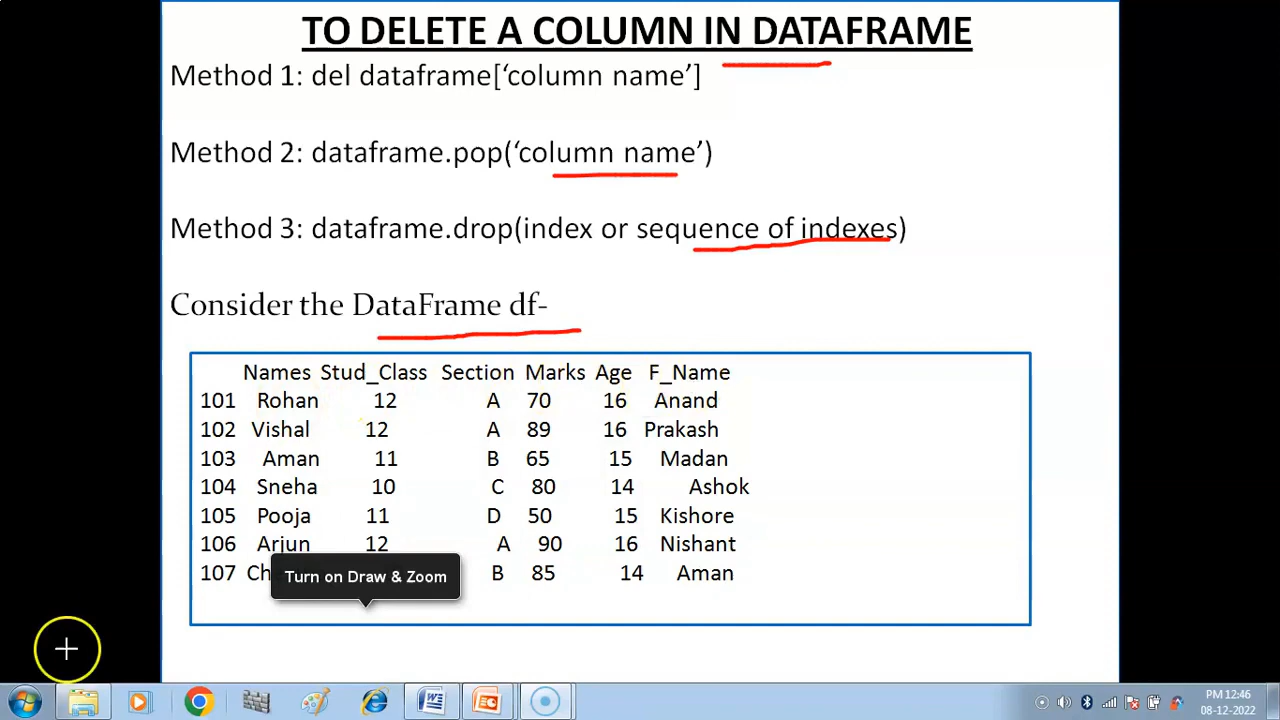 TO DELETE A COLUMN IN DATAFRAME
Method 1: del dataframe[‘column name’]
Method 2: dataframe.pop(‘column name’)
Method 3: dataframe.drop(index or sequence of indexes)
Consider the DataFrame df-
Names Stud_Class Section Marks Age F_Name
101 Rohan 12 A 70 16 Anand
102 Vishal 12 A 89 16 Prakash
103 Aman 11 B 65 15 Madan
104 Sneha 10 C 80 14 Ashok
105 Pooja 11 D 50 15 Kishore
106 Arjun 12 A 90 16 Nishant
107 B 85 14 Aman
Turn on Draw & Zoom
PM 12:46
08-12-2022